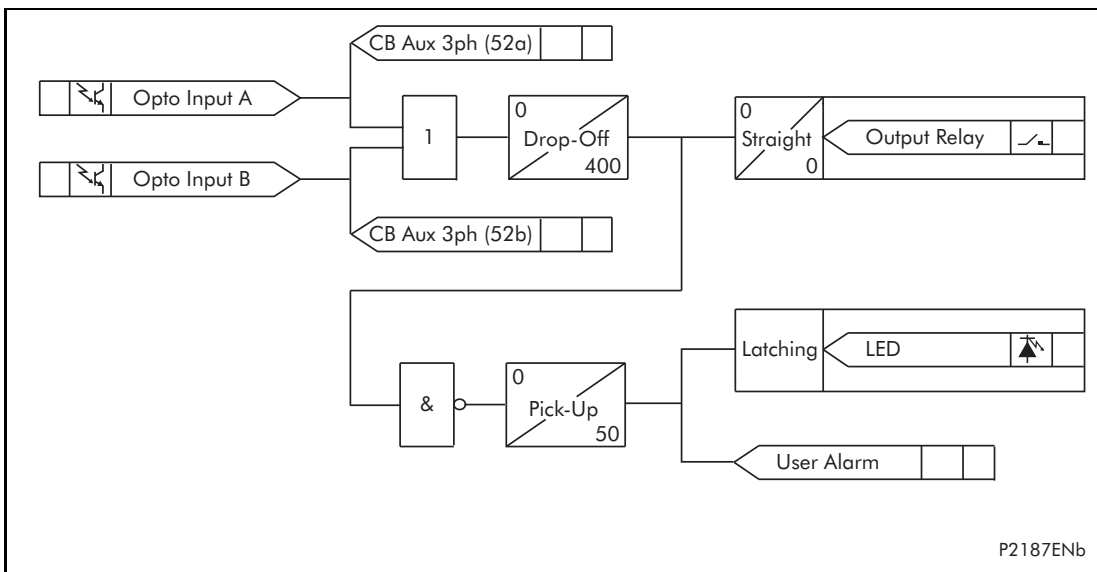 CB Aux 3ph (52a)
Opto Input A
1
0
Drop-Off
400
0
Straight
0
Output Relay
Opto Input B
CB Aux 3ph (52b)
Latching
LED
&
0
Pick-Up
50
User Alarm
P2187ENb